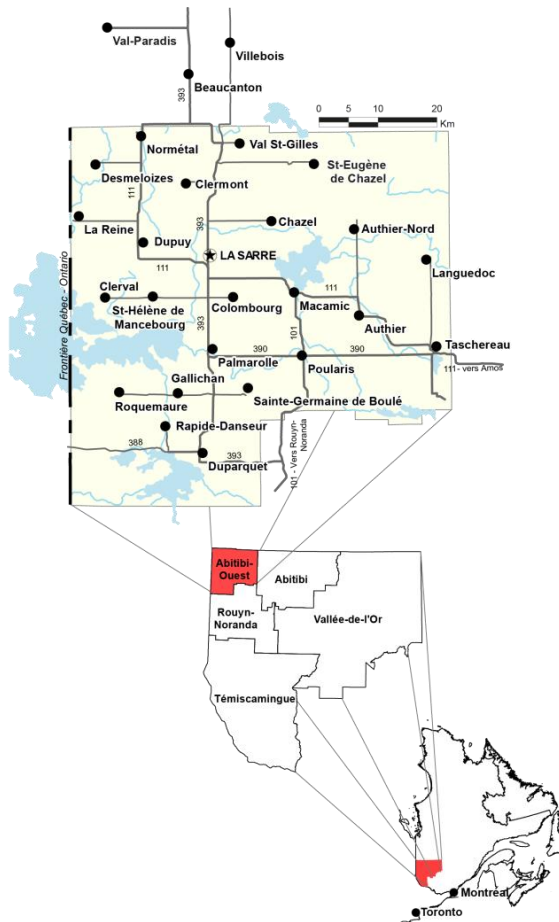 Val-Paradis
Villebois
Beaucanton
393
0 5 10 20
Km
Normétal
Val St-Gilles
St-Eugène
de Chazel
Desmeloizes
Clermont
111
La Reine
393
Chazel
Authier-Nord
Dupuy
LA SARRE
Languedoc
111
Clerval
St-Hélène de
Mancebourg
Colombourg
Macamic
111
Authier
393
101
Frontière Québec - Ontario
Palmarolle
390
Poularis
390
Taschereau
111 - vers Amos
Gallichan
Roquemaure
Sainte-Germaine de Boulé
Rapide-Danseur
388
Duparquet
393
101 - Vers Rouyn-
Noranda
Abitibi-
Ouest
Abitibi
Rouyn-
Noranda
Vallée-de-l'Or
Témiscamingue
Montréal
Toronto